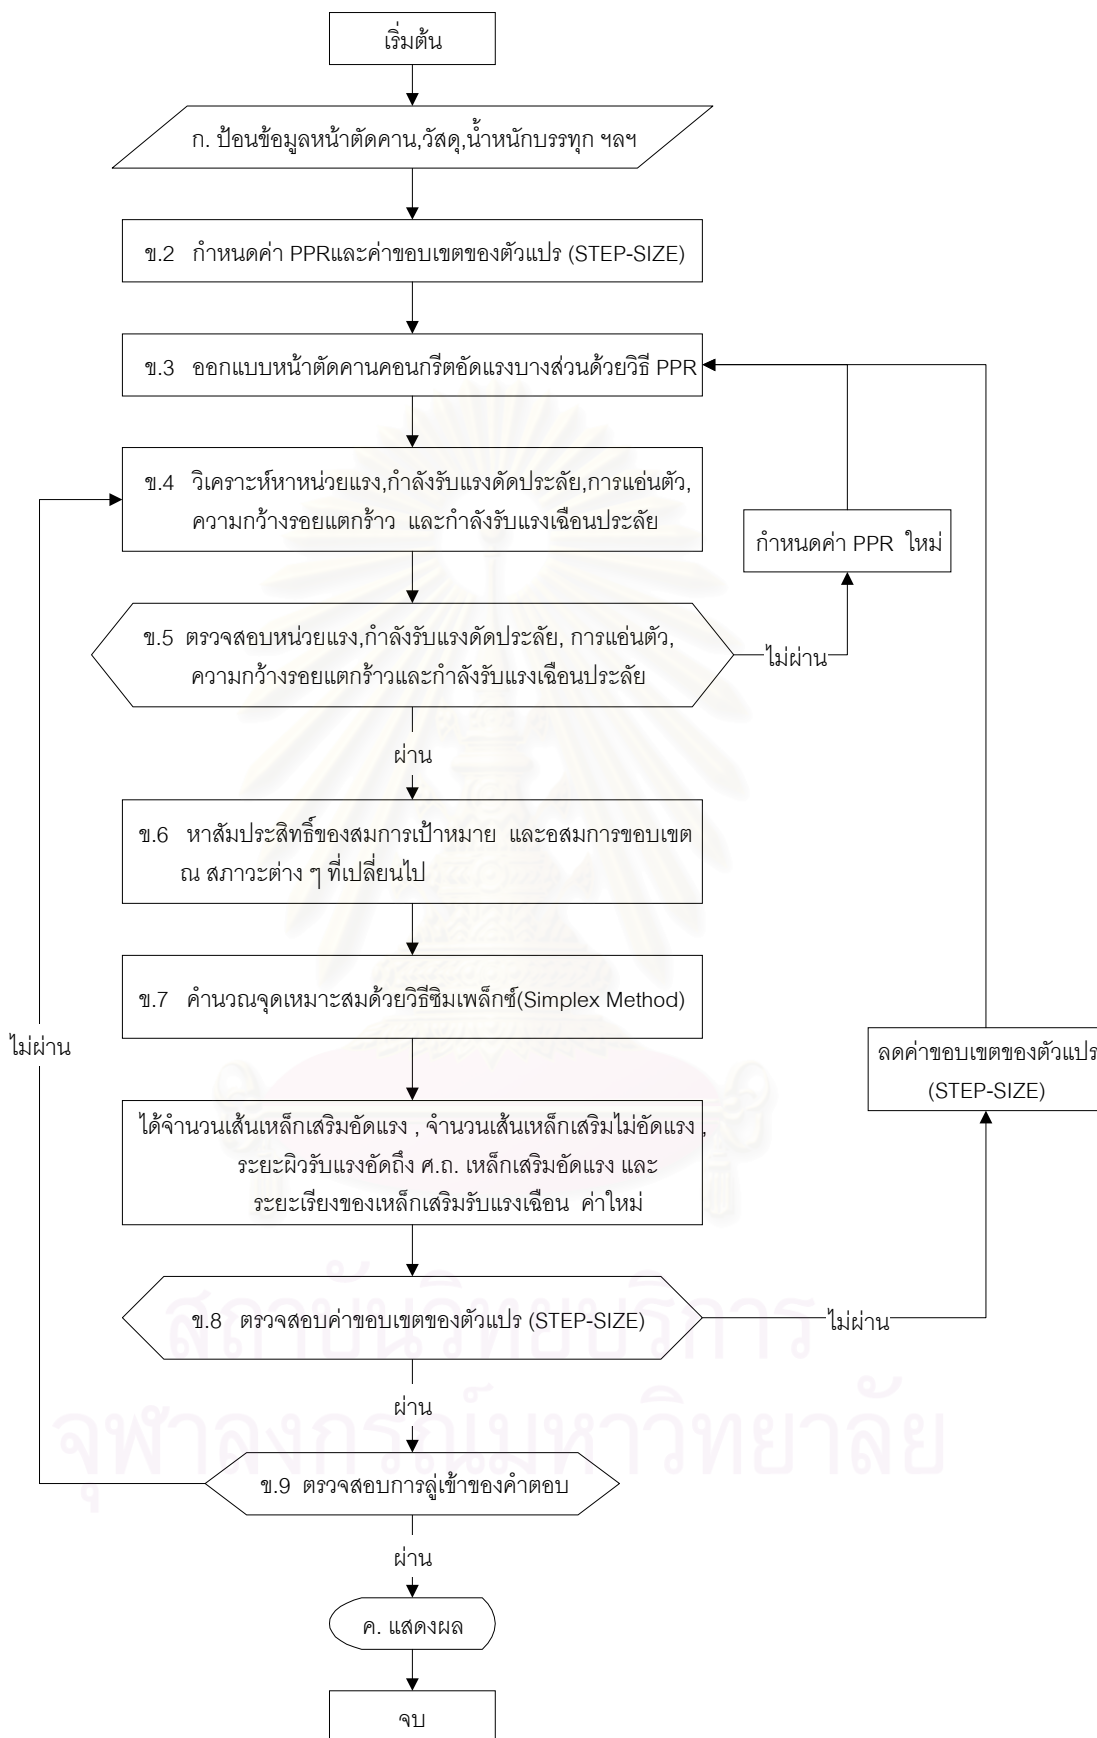 เริ่มต้น
ก. ป้อนข้อมูลหน้าตัดคาน,วัสดุ,น้ำหนักบรรทุก ฯลฯ
ข.2 กำหนดค่า PPRและค่าขอบเขตของตัวแปร (STEP-SIZE)
ข.3 ออกแบบหน้าตัดคานคอนกรีตอัดแรงบางส่วนด้วยวิธี PPR
ข.4 วิเคราะห์หาหน่วยแรง,กำลังรับแรงดัดประลัย,การแอ่นตัว,
ความกว้างรอยแตกร้าว และกำลังรับแรงเฉือนประลัย
กำหนดค่า PPR ใหม่
ข.5 ตรวจสอบหน่วยแรง,กำลังรับแรงดัดประลัย, การแอ่นตัว,
ความกว้างรอยแตกร้าวและกำลังรับแรงเฉือนประลัย
ไม่ผ่าน
ผ่าน
ข.6 หาสัมประสิทธิ์ของสมการเป้าหมาย และอสมการขอบเขต
ณ สภาวะต่าง ๆ ที่เปลี่ยนไป
ข.7 คำนวณจุดเหมาะสมด้วยวิธีซิมเพล็กซ์(Simplex Method)
ไม่ผ่าน
ลดค่าขอบเขตของตัวแปร
(STEP-SIZE)
ได้จำนวนเส้นเหล็กเสริมอัดแรง , จำนวนเส้นเหล็กเสริมไม่อัดแรง ,
ระยะผิวรับแรงอัดถึง ศ.ถ. เหล็กเสริมอัดแรง และ
ระยะเรียงของเหล็กเสริมรับแรงเฉือน ค่าใหม่
ข.8 ตรวจสอบค่าขอบเขตของตัวแปร (STEP-SIZE)
ไม่ผ่าน
สถาบันวิทยบริการ
ผ่าน
จุฬาลงกรณ์มหาวิทยาลัย
ข.9 ตรวจสอบการลู่เข้าของคำตอบ
ผ่าน
ค. แสดงผล
จบ